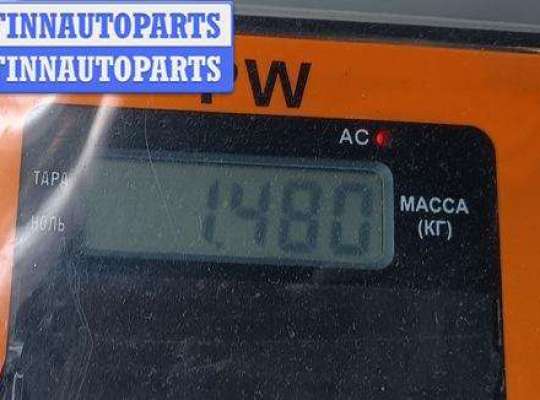 FINNAUTOPARTS
FINNAUTOPARTS
PW
AC
ТАРА
НОЛЬ
1.480
МАССА
(КГ)